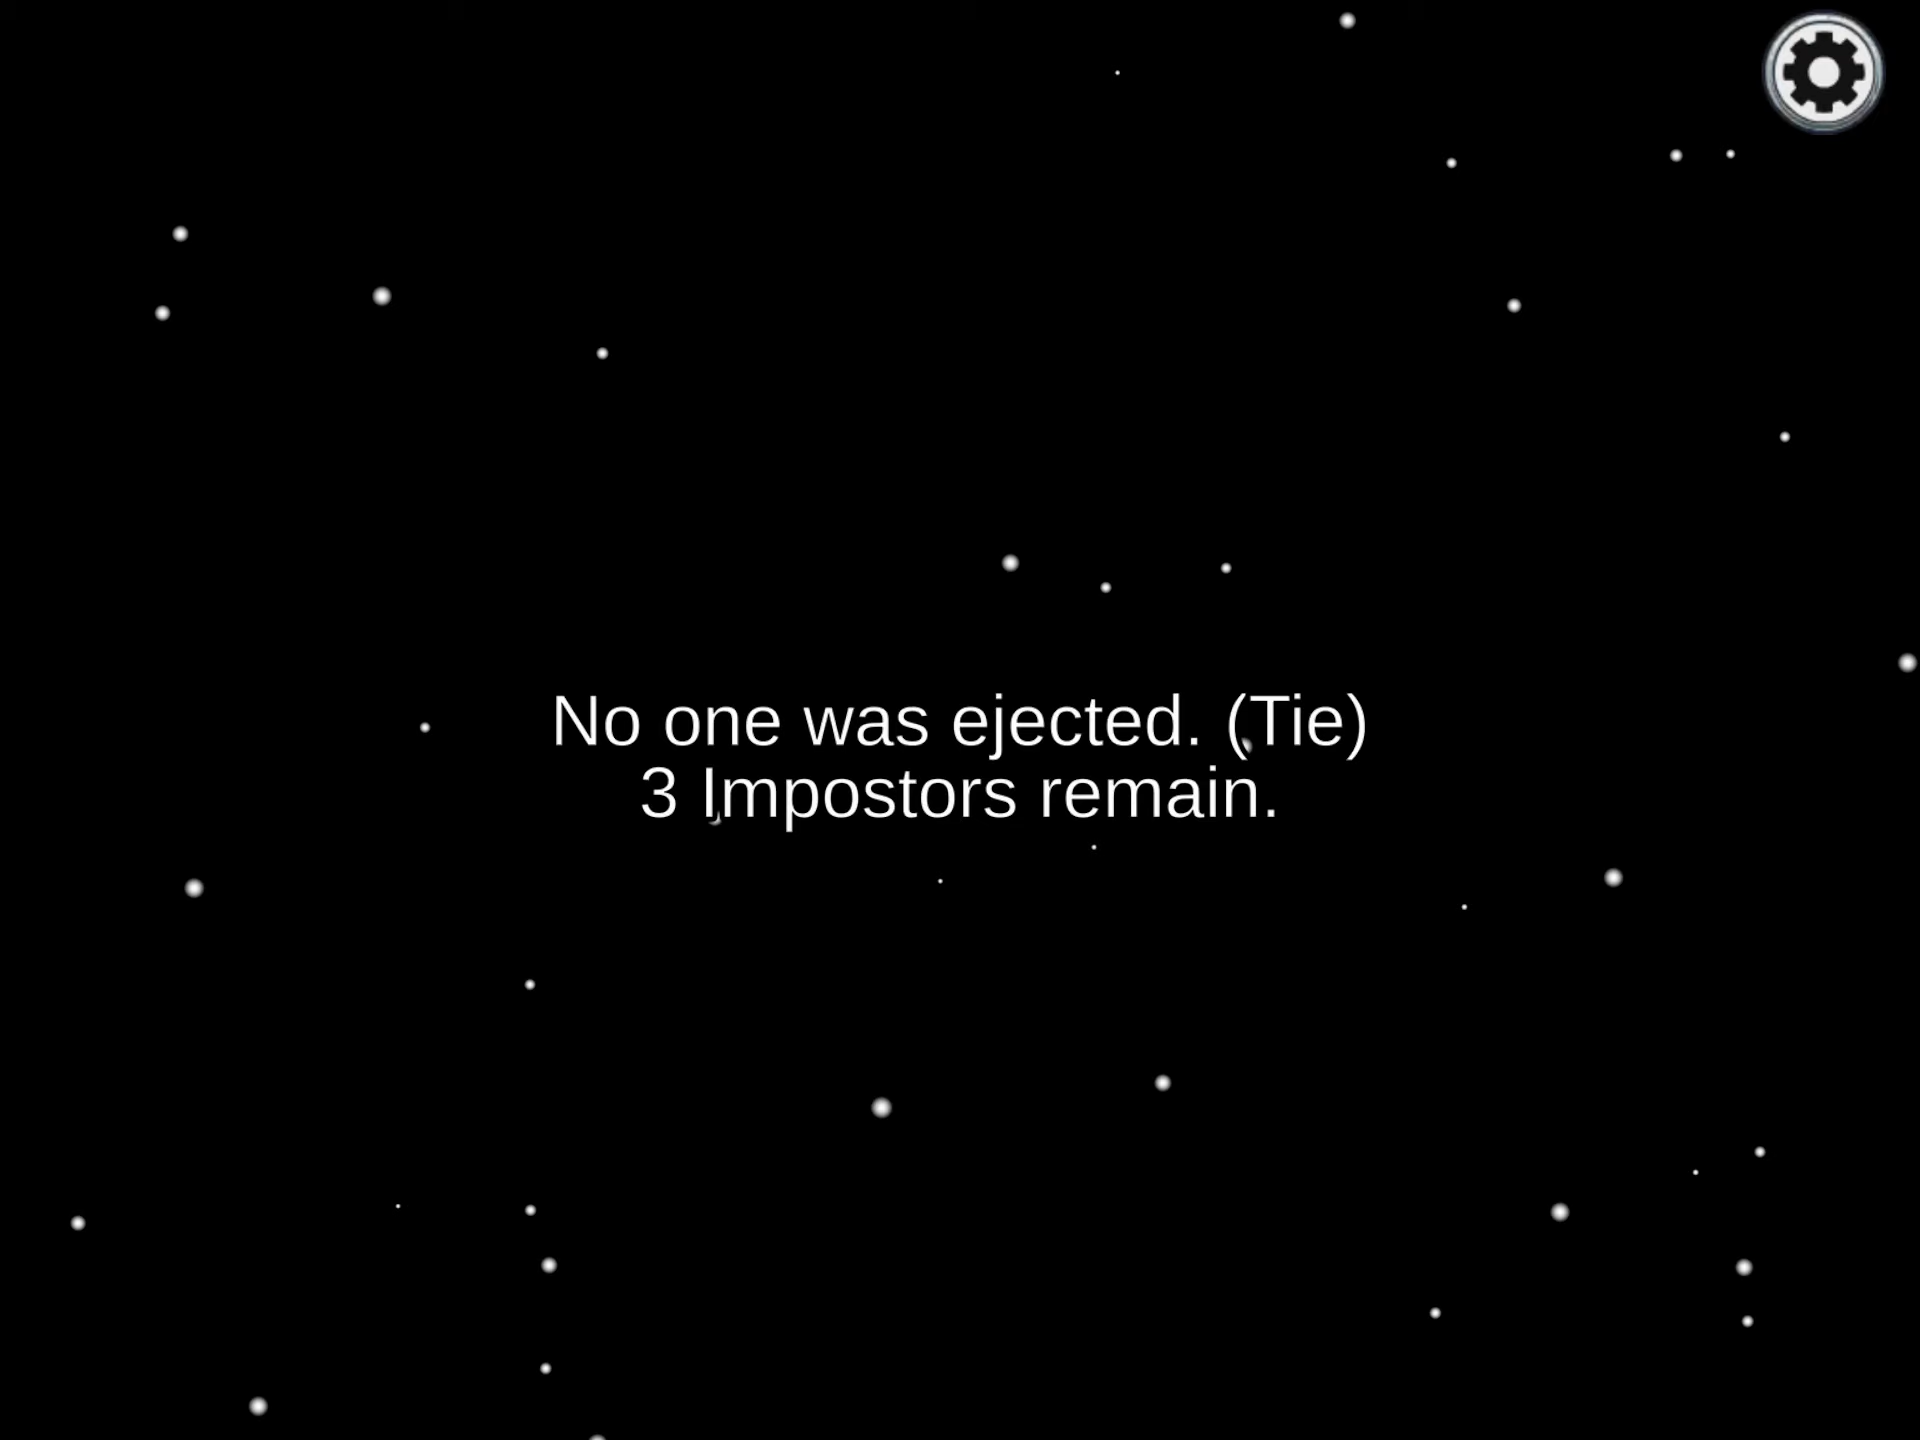 No one was ejected. (Tie)
3 Impostors remain.